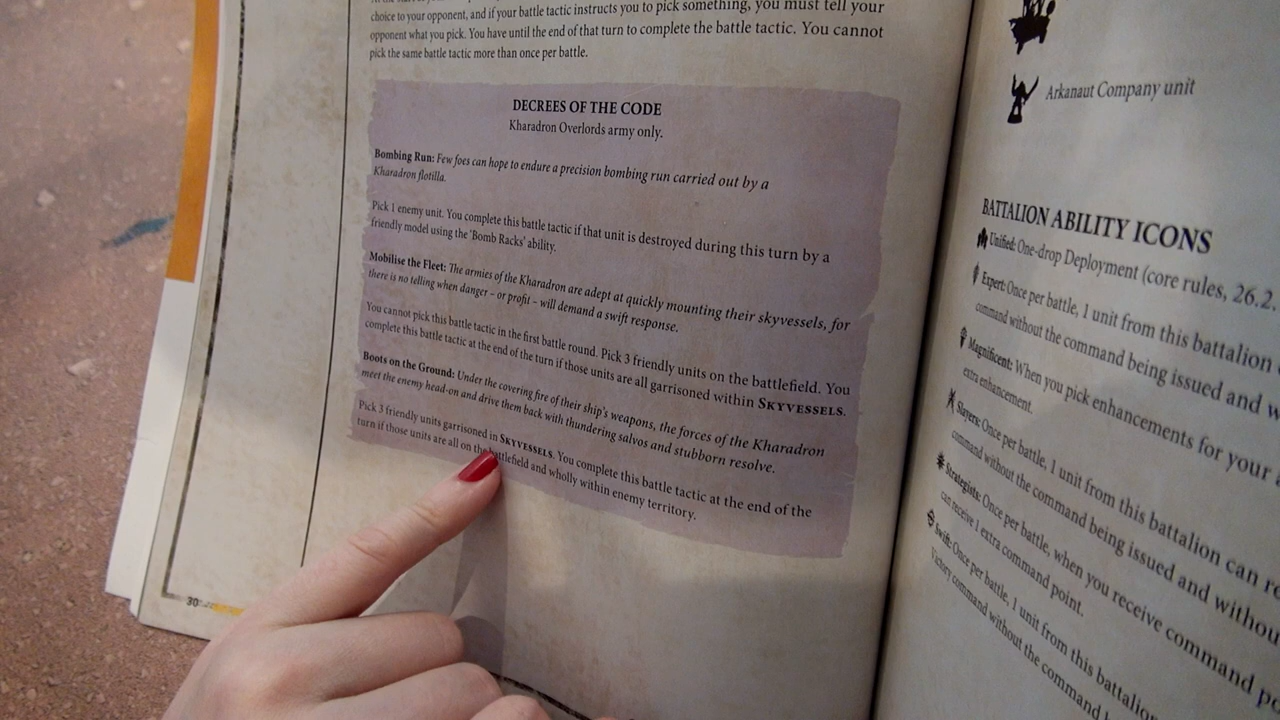 choice to your opponent, and if your battle tactic instructs you to pick something, you must tell your
opponent what you pick. You have until the end of that turn to complete the battle tactic. You cannot
pick the same battle tactic more than once per battle.
DECREES OF THE CODE
Kharadron Overlords army only.
Bombing Run: Few foes can hope to endure a precision bombing run carried out by a
Kharadron flotilla.
Pick 1 enemy unit. You complete this battle tactic if that unit is destroyed during this turn by a
friendly model using the 'Bomb Racks' ability.
Mobilise the Fleet: The armies of the Kharadron are adept at quickly mounting their skyvessels, for
there is no telling when danger – or profit – will demand a swift response.
You cannot pick this battle tactic in the first battle round. Pick 3 friendly units on the battlefield. You
complete this battle tactic at the end of the turn if those units are all garrisoned within SKYVESSELS.
Boots on the Ground: Under the covering fire of their ship's weapons, the forces of the Kharadron
meet the enemy head-on and drive them back with thundering salvos and stubborn resolve.
Pick 3 friendly units garrisoned in SKYVESSELS. You complete this battle tactic at the end of the
turn if those units are all on the battlefield and wholly within enemy territory.
30
Arkanaut Company unit
BATTALION ABILITY ICONS
Unified: One-drop Deployment (core rules, 26.2.
Expert: Once per battle, 1 unit from this battalion
command without the command being issued and w
Magnificent: When you pick enhancements for your
extra enhancement.
Slayers: Once per battle, 1 unit from this battalion can re
command without the command being issued and withou
Strategists: Once per battle, when you receive command po
can receive 1 extra command point.
Swift: Once per battle, 1 unit from this battalion
Victory command without the command